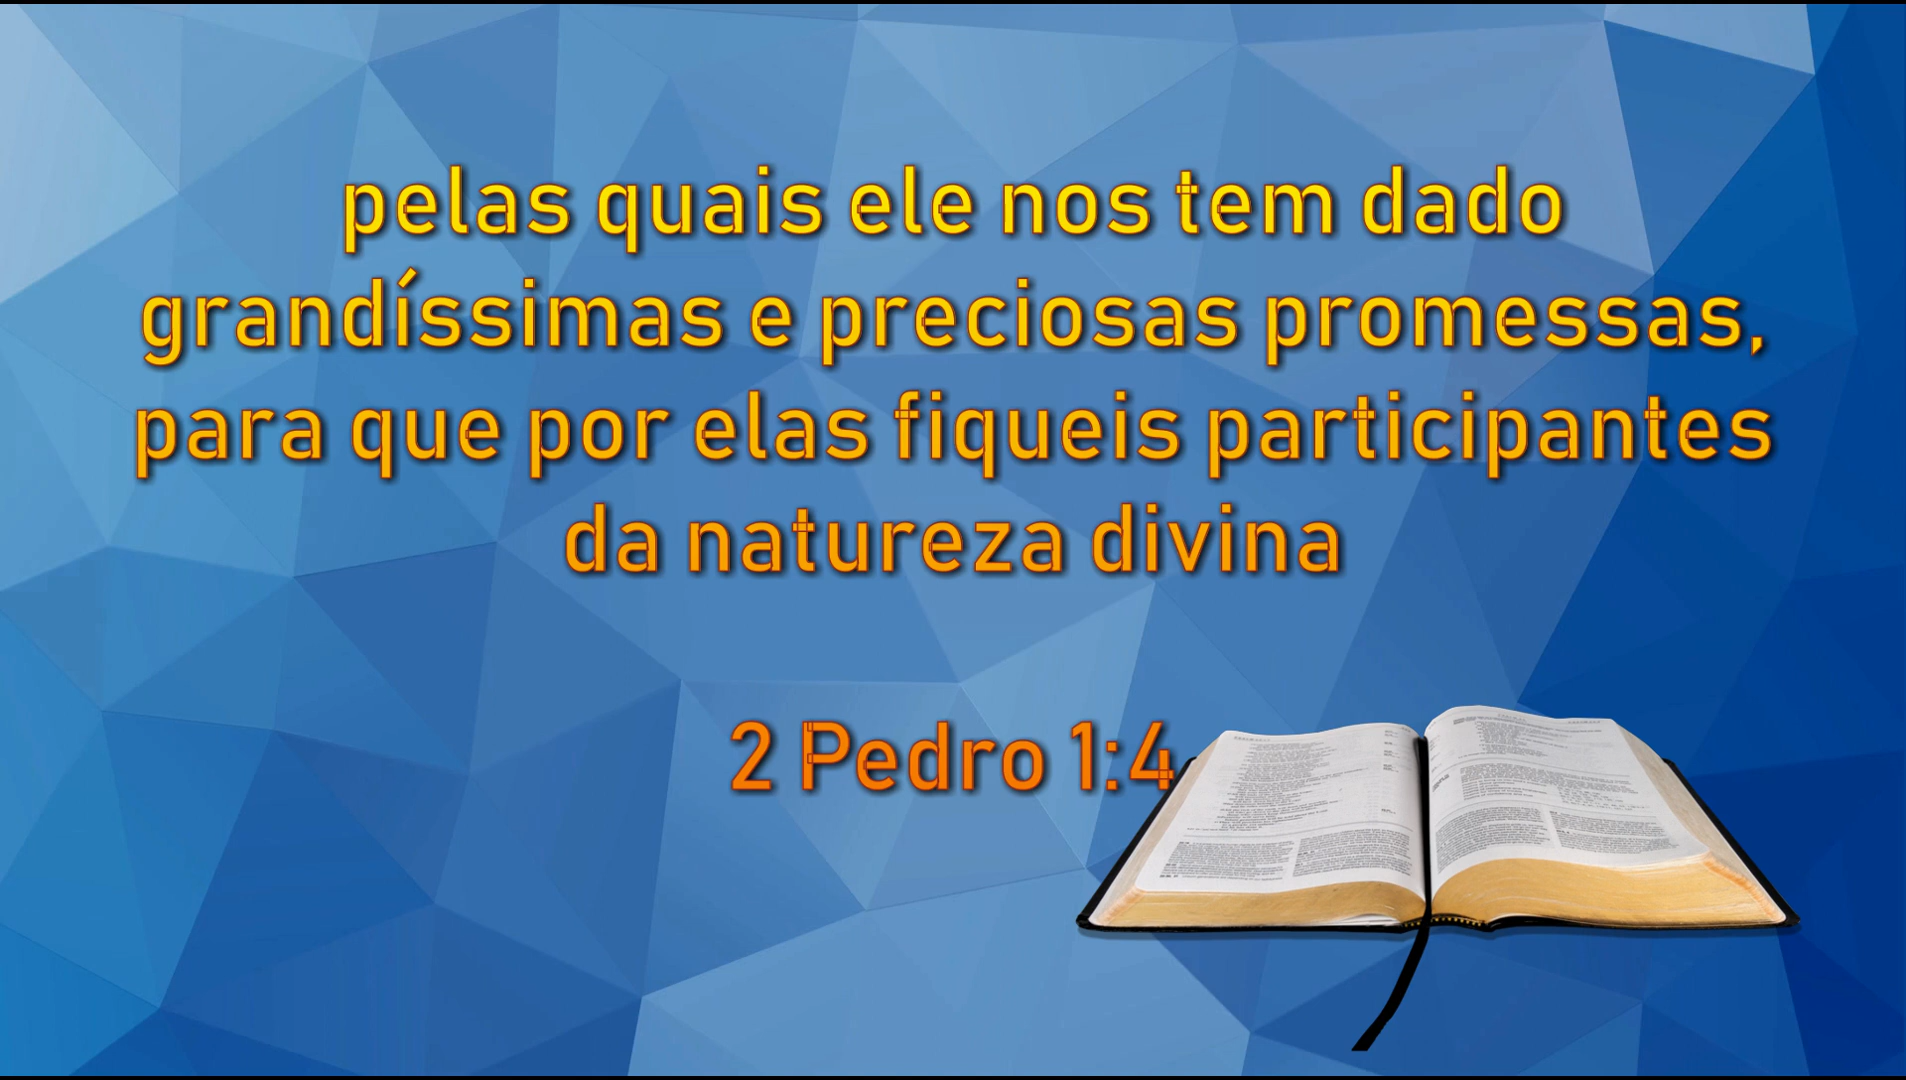 pelas quais ele nos tem dado
grandíssimas e preciosas promessas,
para que por elas fiqueis participantes
da natureza divina
2 Pedro 1:4